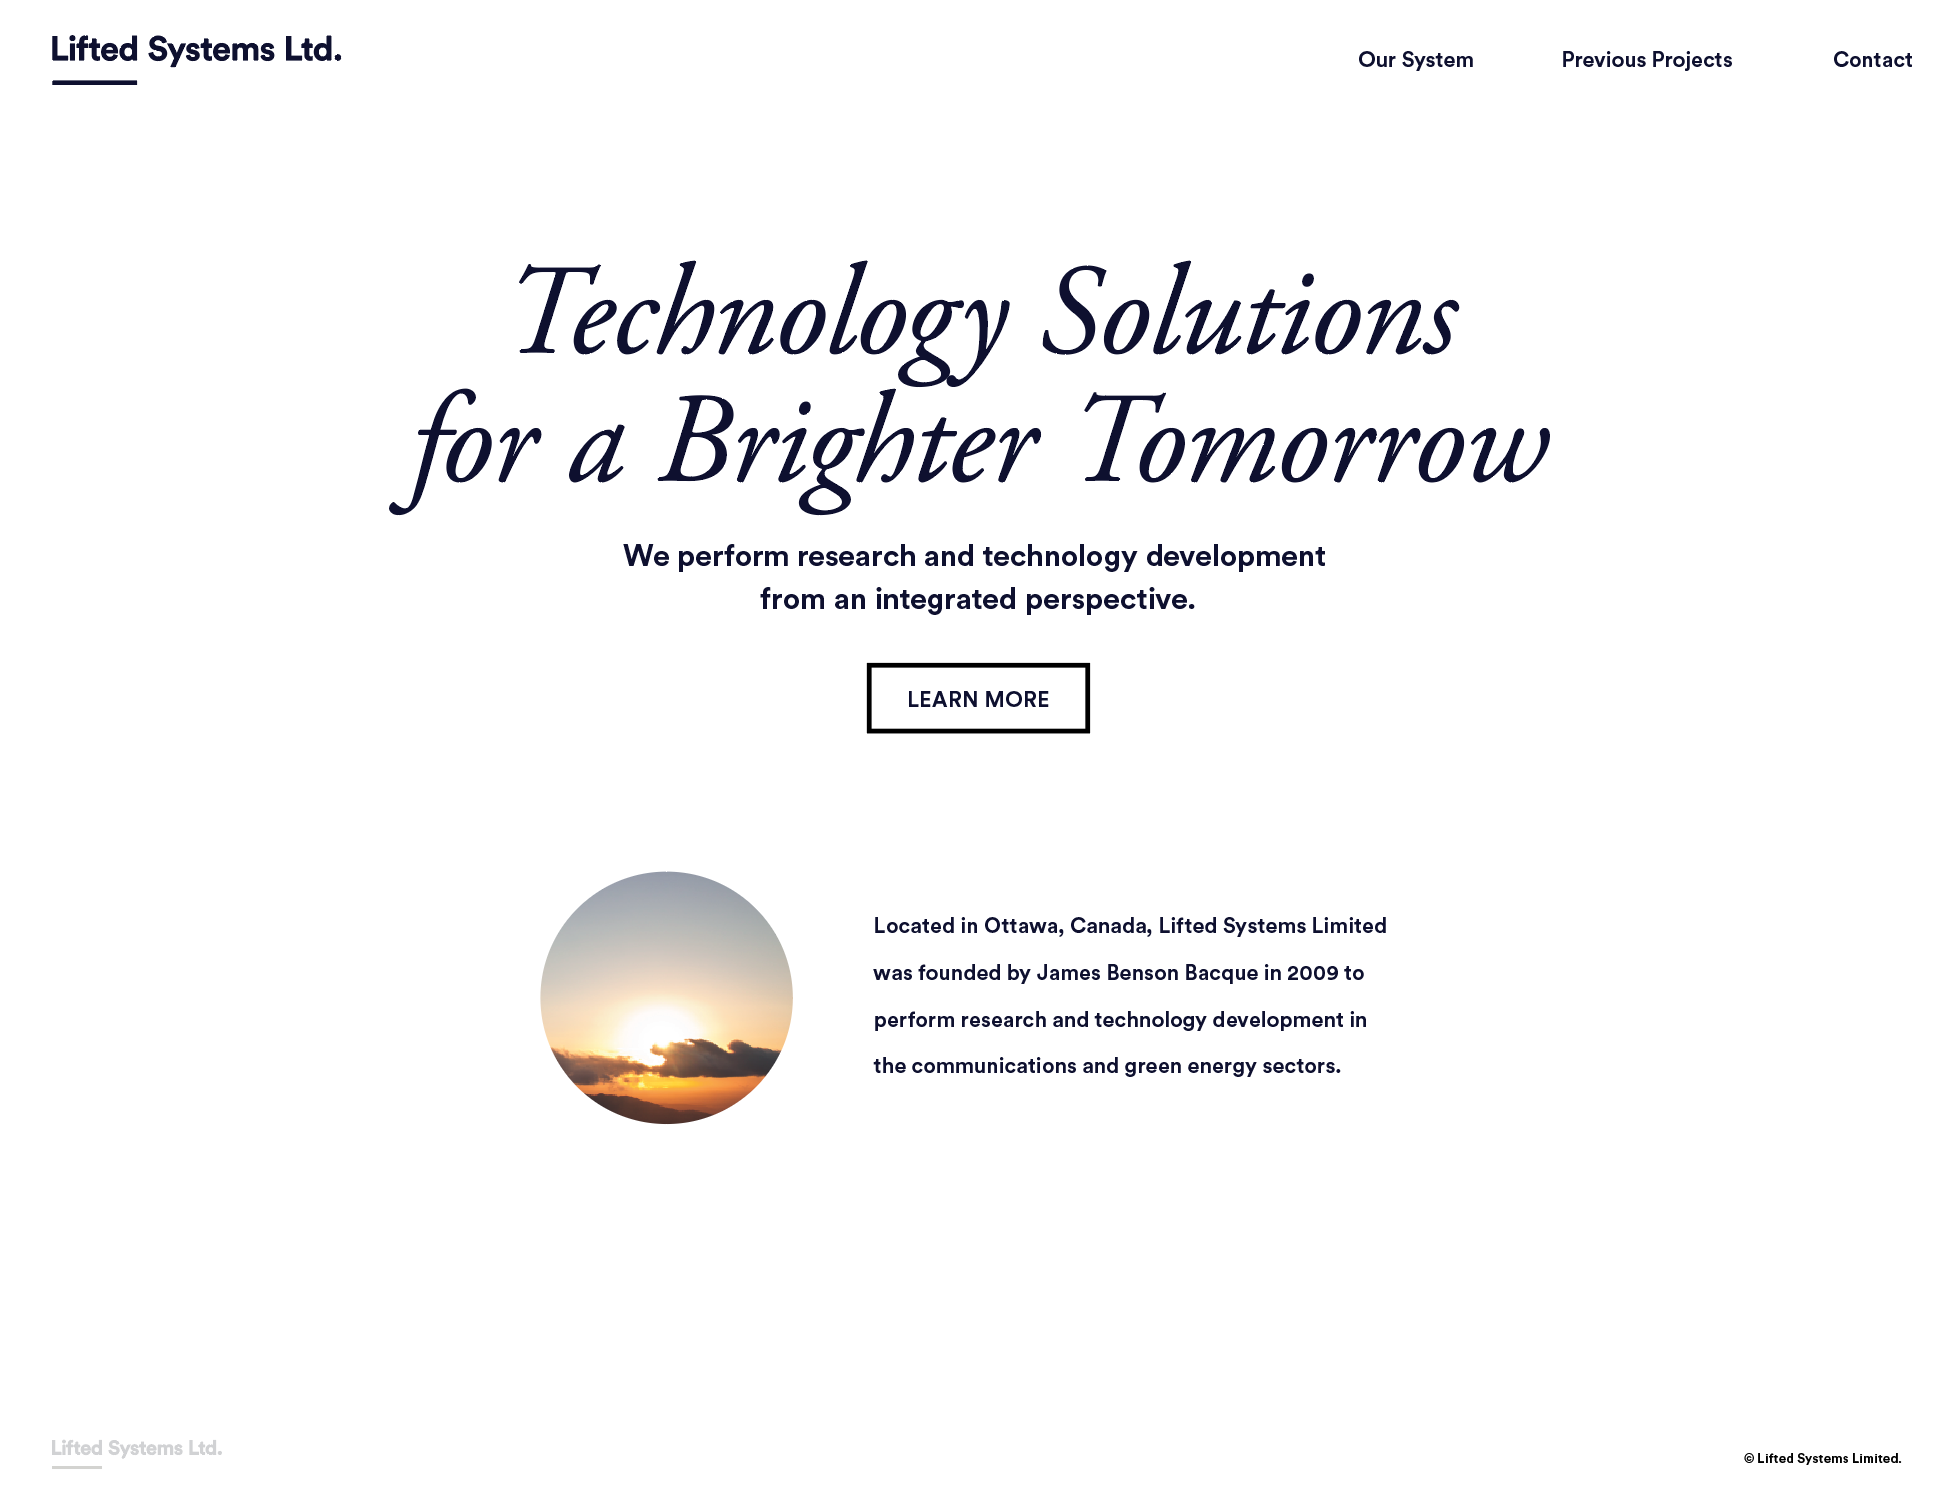 Lifted Systems Ltd.
Our System Previous Projects Contact
Technology Solutions
for a Brighter Tomorrow
We perform research and technology development
from an integrated perspective.
LEARN MORE
Located in Ottawa, Canada, Lifted Systems Limited
was founded by James Benson Bacque in 2009 to
perform research and technology development in
the communications and green energy sectors.
Lifted Systems Ltd.
© Lifted Systems Limited.